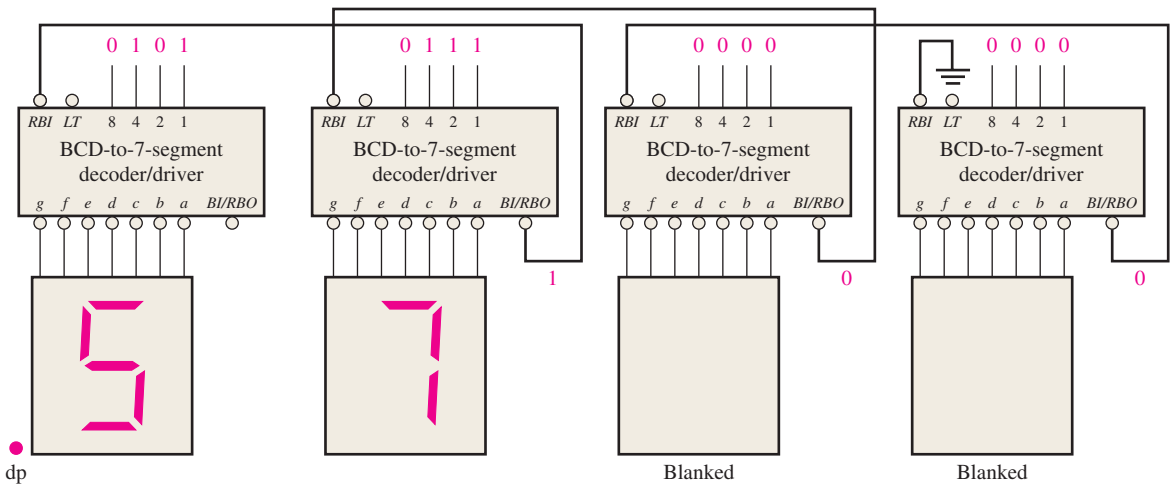 0 1 0 1 0 1 1 1 0 0 0 0 0 0 0 0
RBI LT 8 4 2 1 RBI LT 8 4 2 1 RBI LT 8 4 2 1 RBI LT 8 4 2 1
BCD-to-7-segment BCD-to-7-segment BCD-to-7-segment BCD-to-7-segment
decoder/driver decoder/driver decoder/driver decoder/driver
g f e d c b a BI/RBO g f e d c b a BI/RBO g f e d c b a BI/RBO g f e d c b a BI/RBO
1 0 0
5 7
dp Blanked Blanked